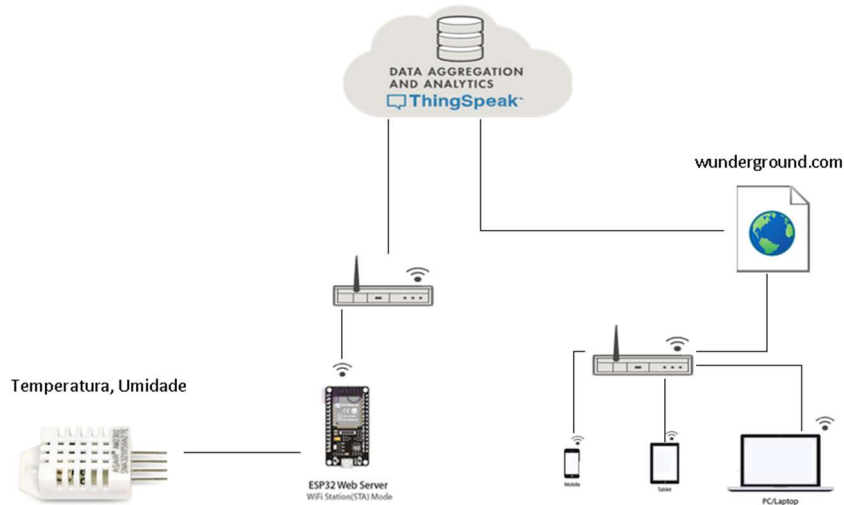 DATA AGGREGATION
AND ANALYTICS
ThingSpeak™
wunderground.com
Temperatura, Umidade
ESP32 Web Server
WiFi Station(STA) Mode
Mobile
Tablet
PC/Laptop